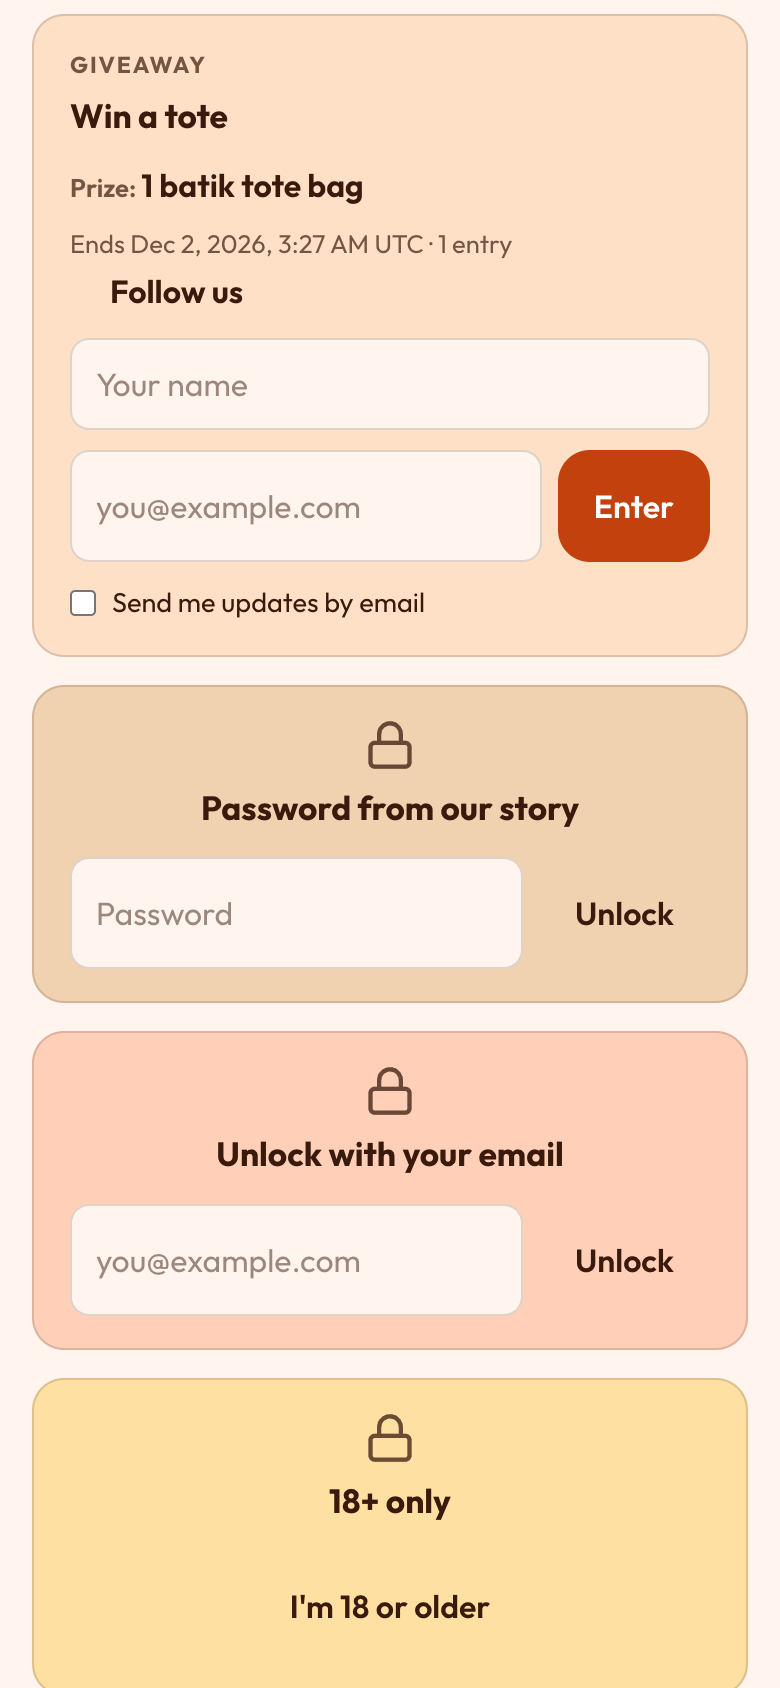 GIVEAWAY
Win a tote
Prize: 1 batik tote bag
Ends Dec 2, 2026, 3:27 AM UTC · 1 entry
Follow us
Your name
you@example.com
Enter
Send me updates by email
Password from our story
Password
Unlock
Unlock with your email
you@example.com
Unlock
18+ only
I'm 18 or older